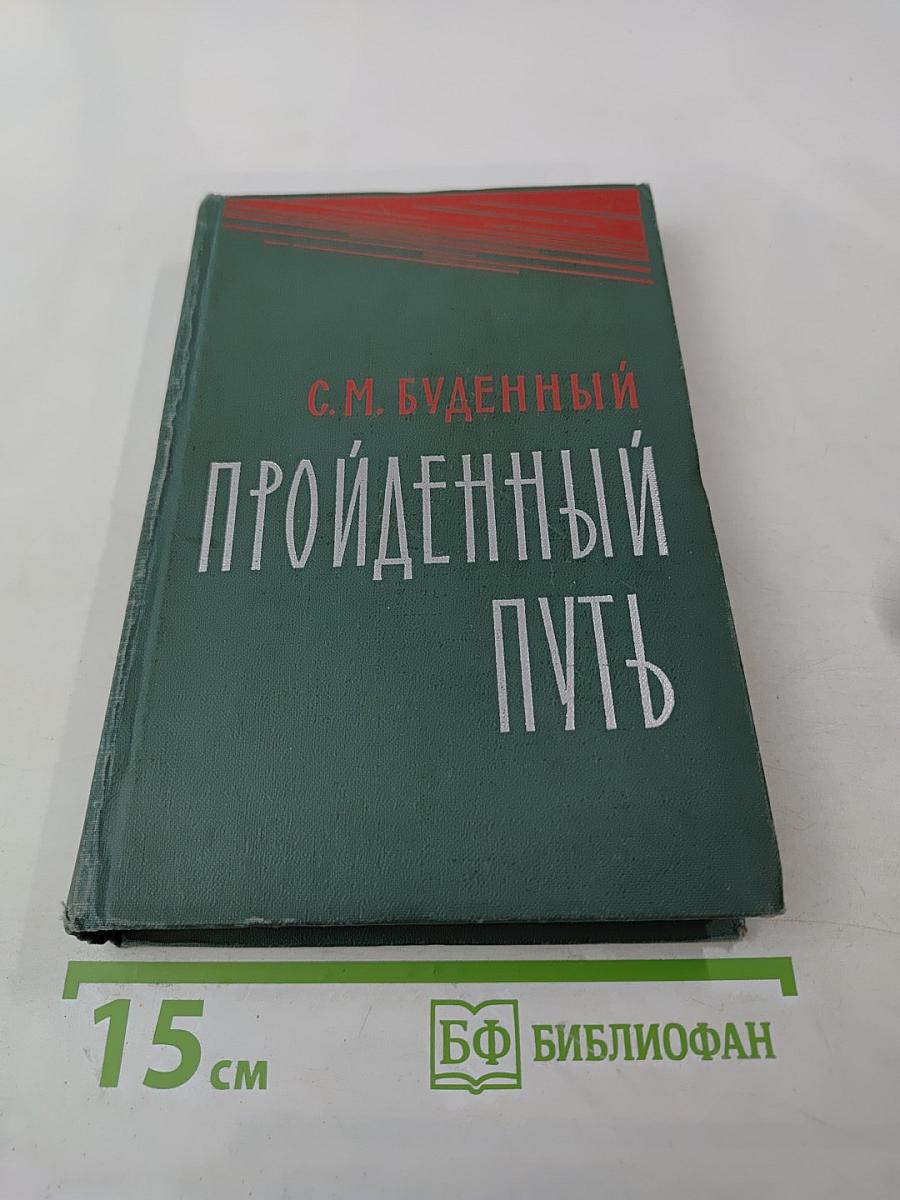 С. М. БУДЕННЫЙ
ПРОЙДЕННЫЙ
ПУТЬ
15 см
БФ БИБЛИОФАН